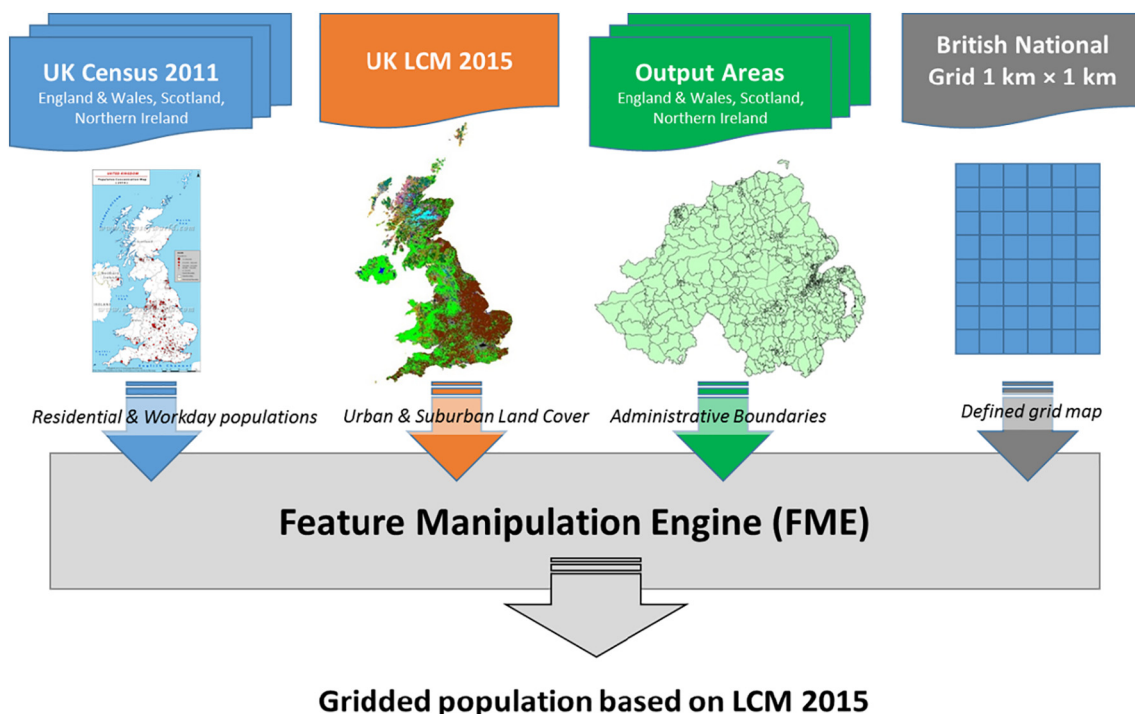 UK Census 2011
England & Wales, Scotland,
Northern Ireland
UK LCM 2015
Output Areas
England & Wales, Scotland,
Northern Ireland
British National
Grid 1 km × 1 km
UNITED KINGDOM
Residential & Workday populations
Urban & Suburban Land Cover
Administrative Boundaries
Defined grid map
Feature Manipulation Engine (FME)
Gridded population based on LCM 2015